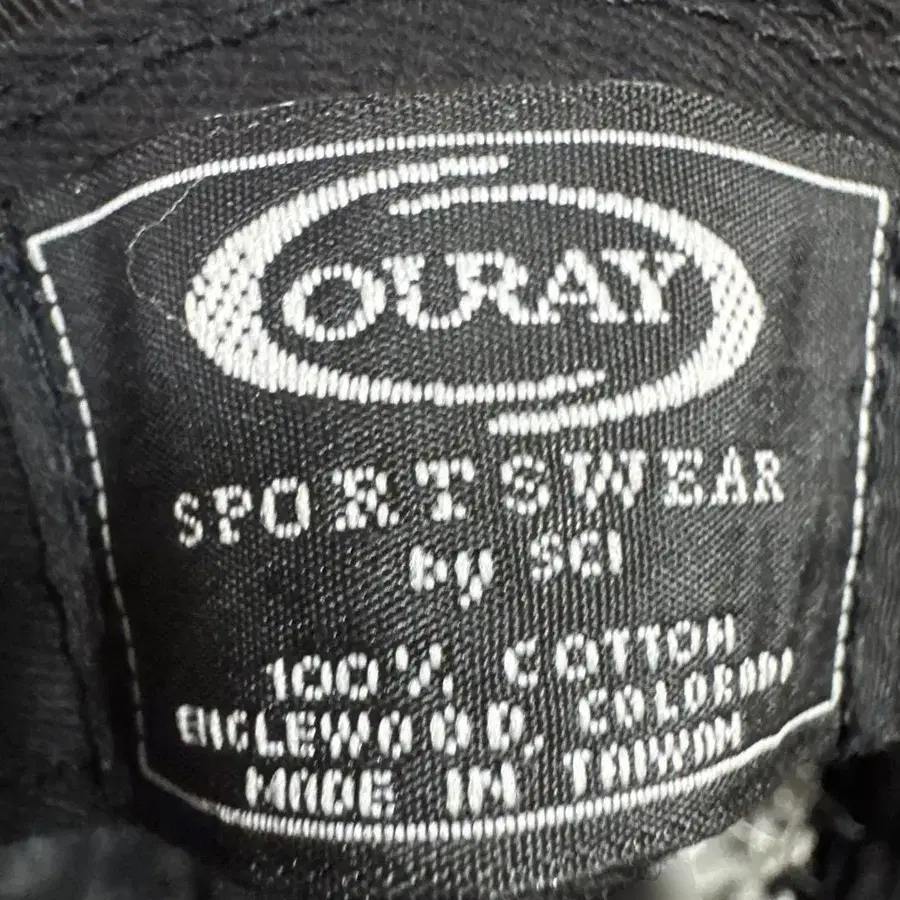 OURAY
SPORTSWEAR
by SCI
100% COTTON
ENGLEWOOD, COLORADO
MADE IN TAIWAN